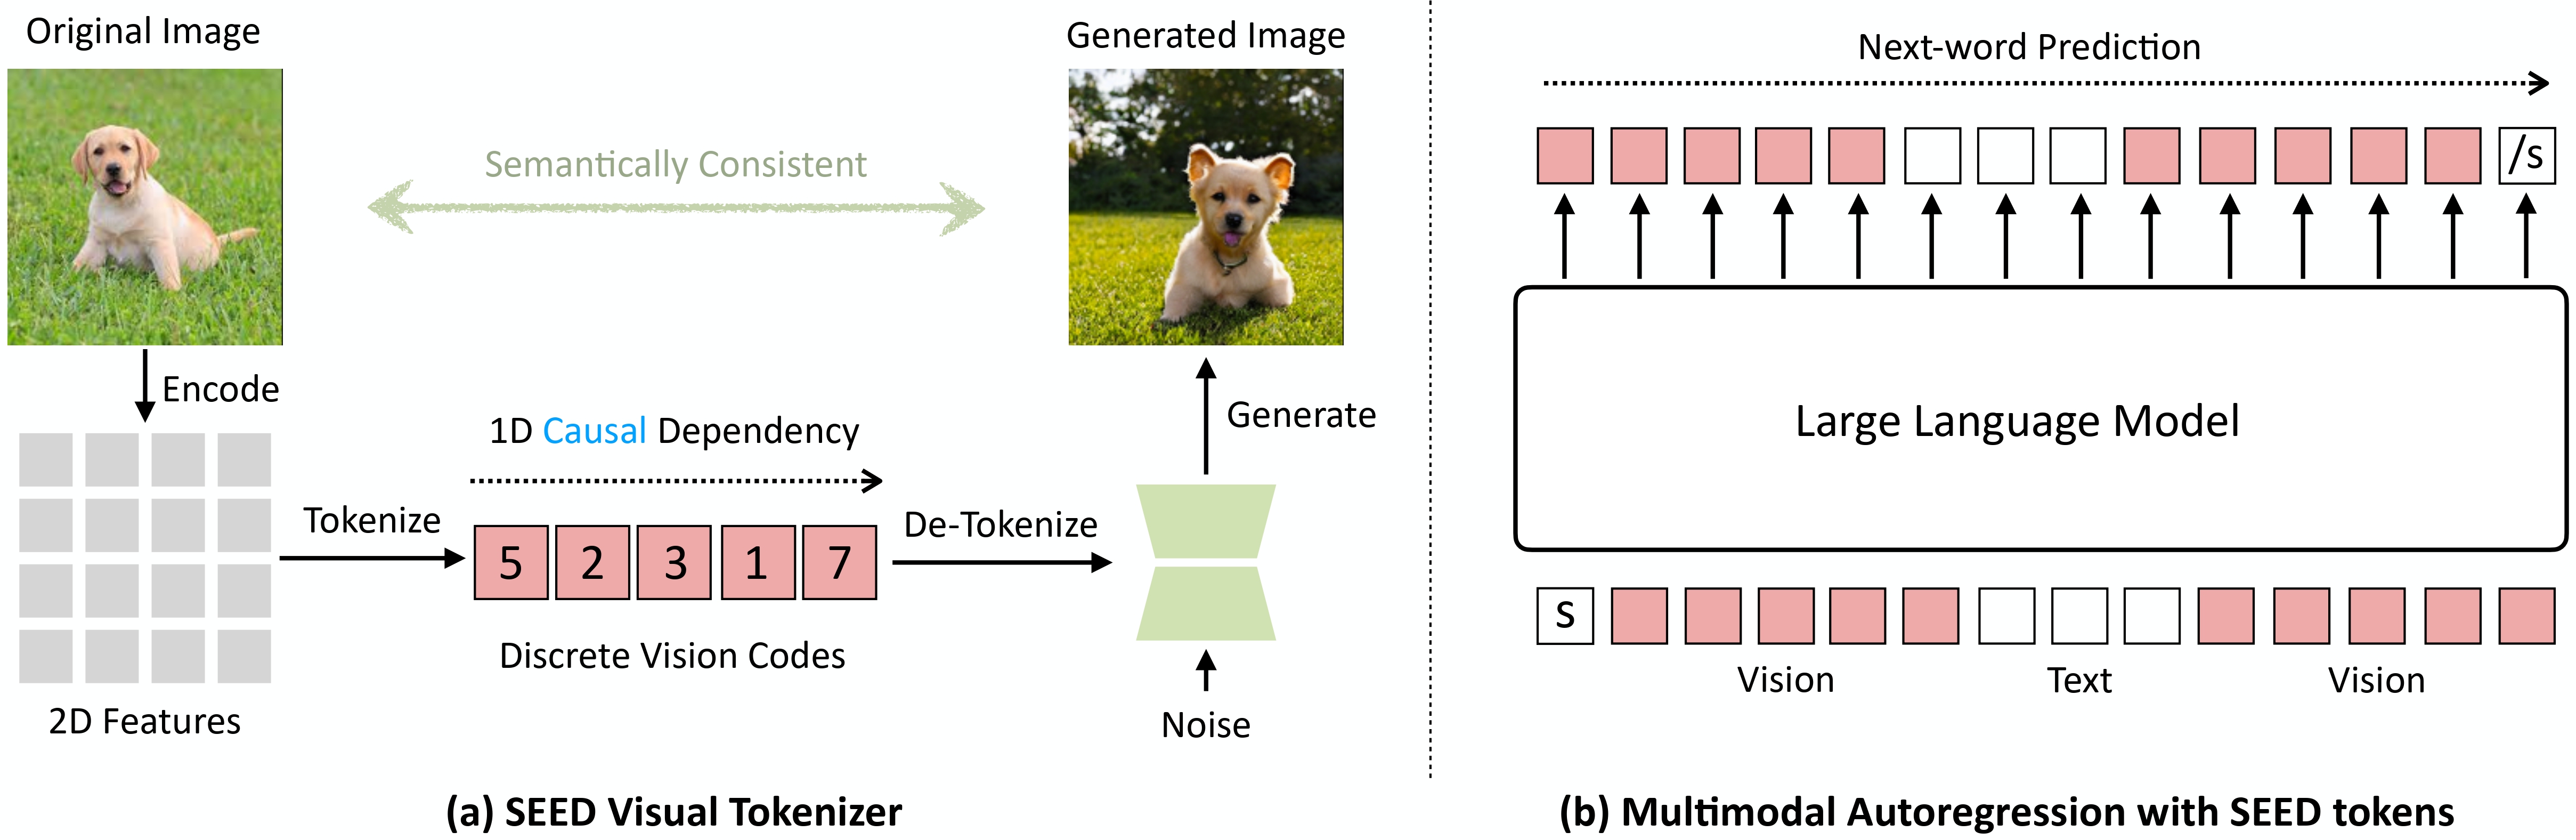 Original Image
Generated Image
Semantically Consistent
Encode
Generate
1D Causal Dependency
Tokenize
De-Tokenize
5 2 3 1 7
Discrete Vision Codes
2D Features
Noise
(a) SEED Visual Tokenizer
Next-word Prediction
/s
Large Language Model
s
Vision Text Vision
(b) Multimodal Autoregression with SEED tokens